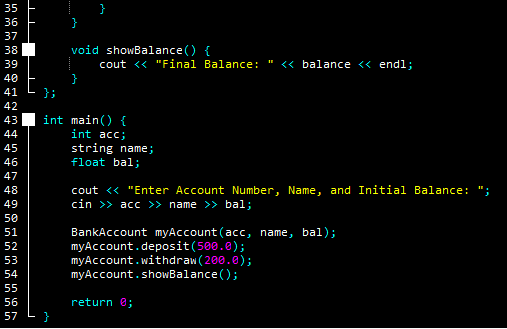 35 }
36 }
37
38 void showBalance() {
39 cout << "Final Balance: " << balance << endl;
40 }
41 };
42
43 int main() {
44 int acc;
45 string name;
46 float bal;
47
48 cout << "Enter Account Number, Name, and Initial Balance: ";
49 cin >> acc >> name >> bal;
50
51 BankAccount myAccount(acc, name, bal);
52 myAccount.deposit(500.0);
53 myAccount.withdraw(200.0);
54 myAccount.showBalance();
55
56 return 0;
57 }